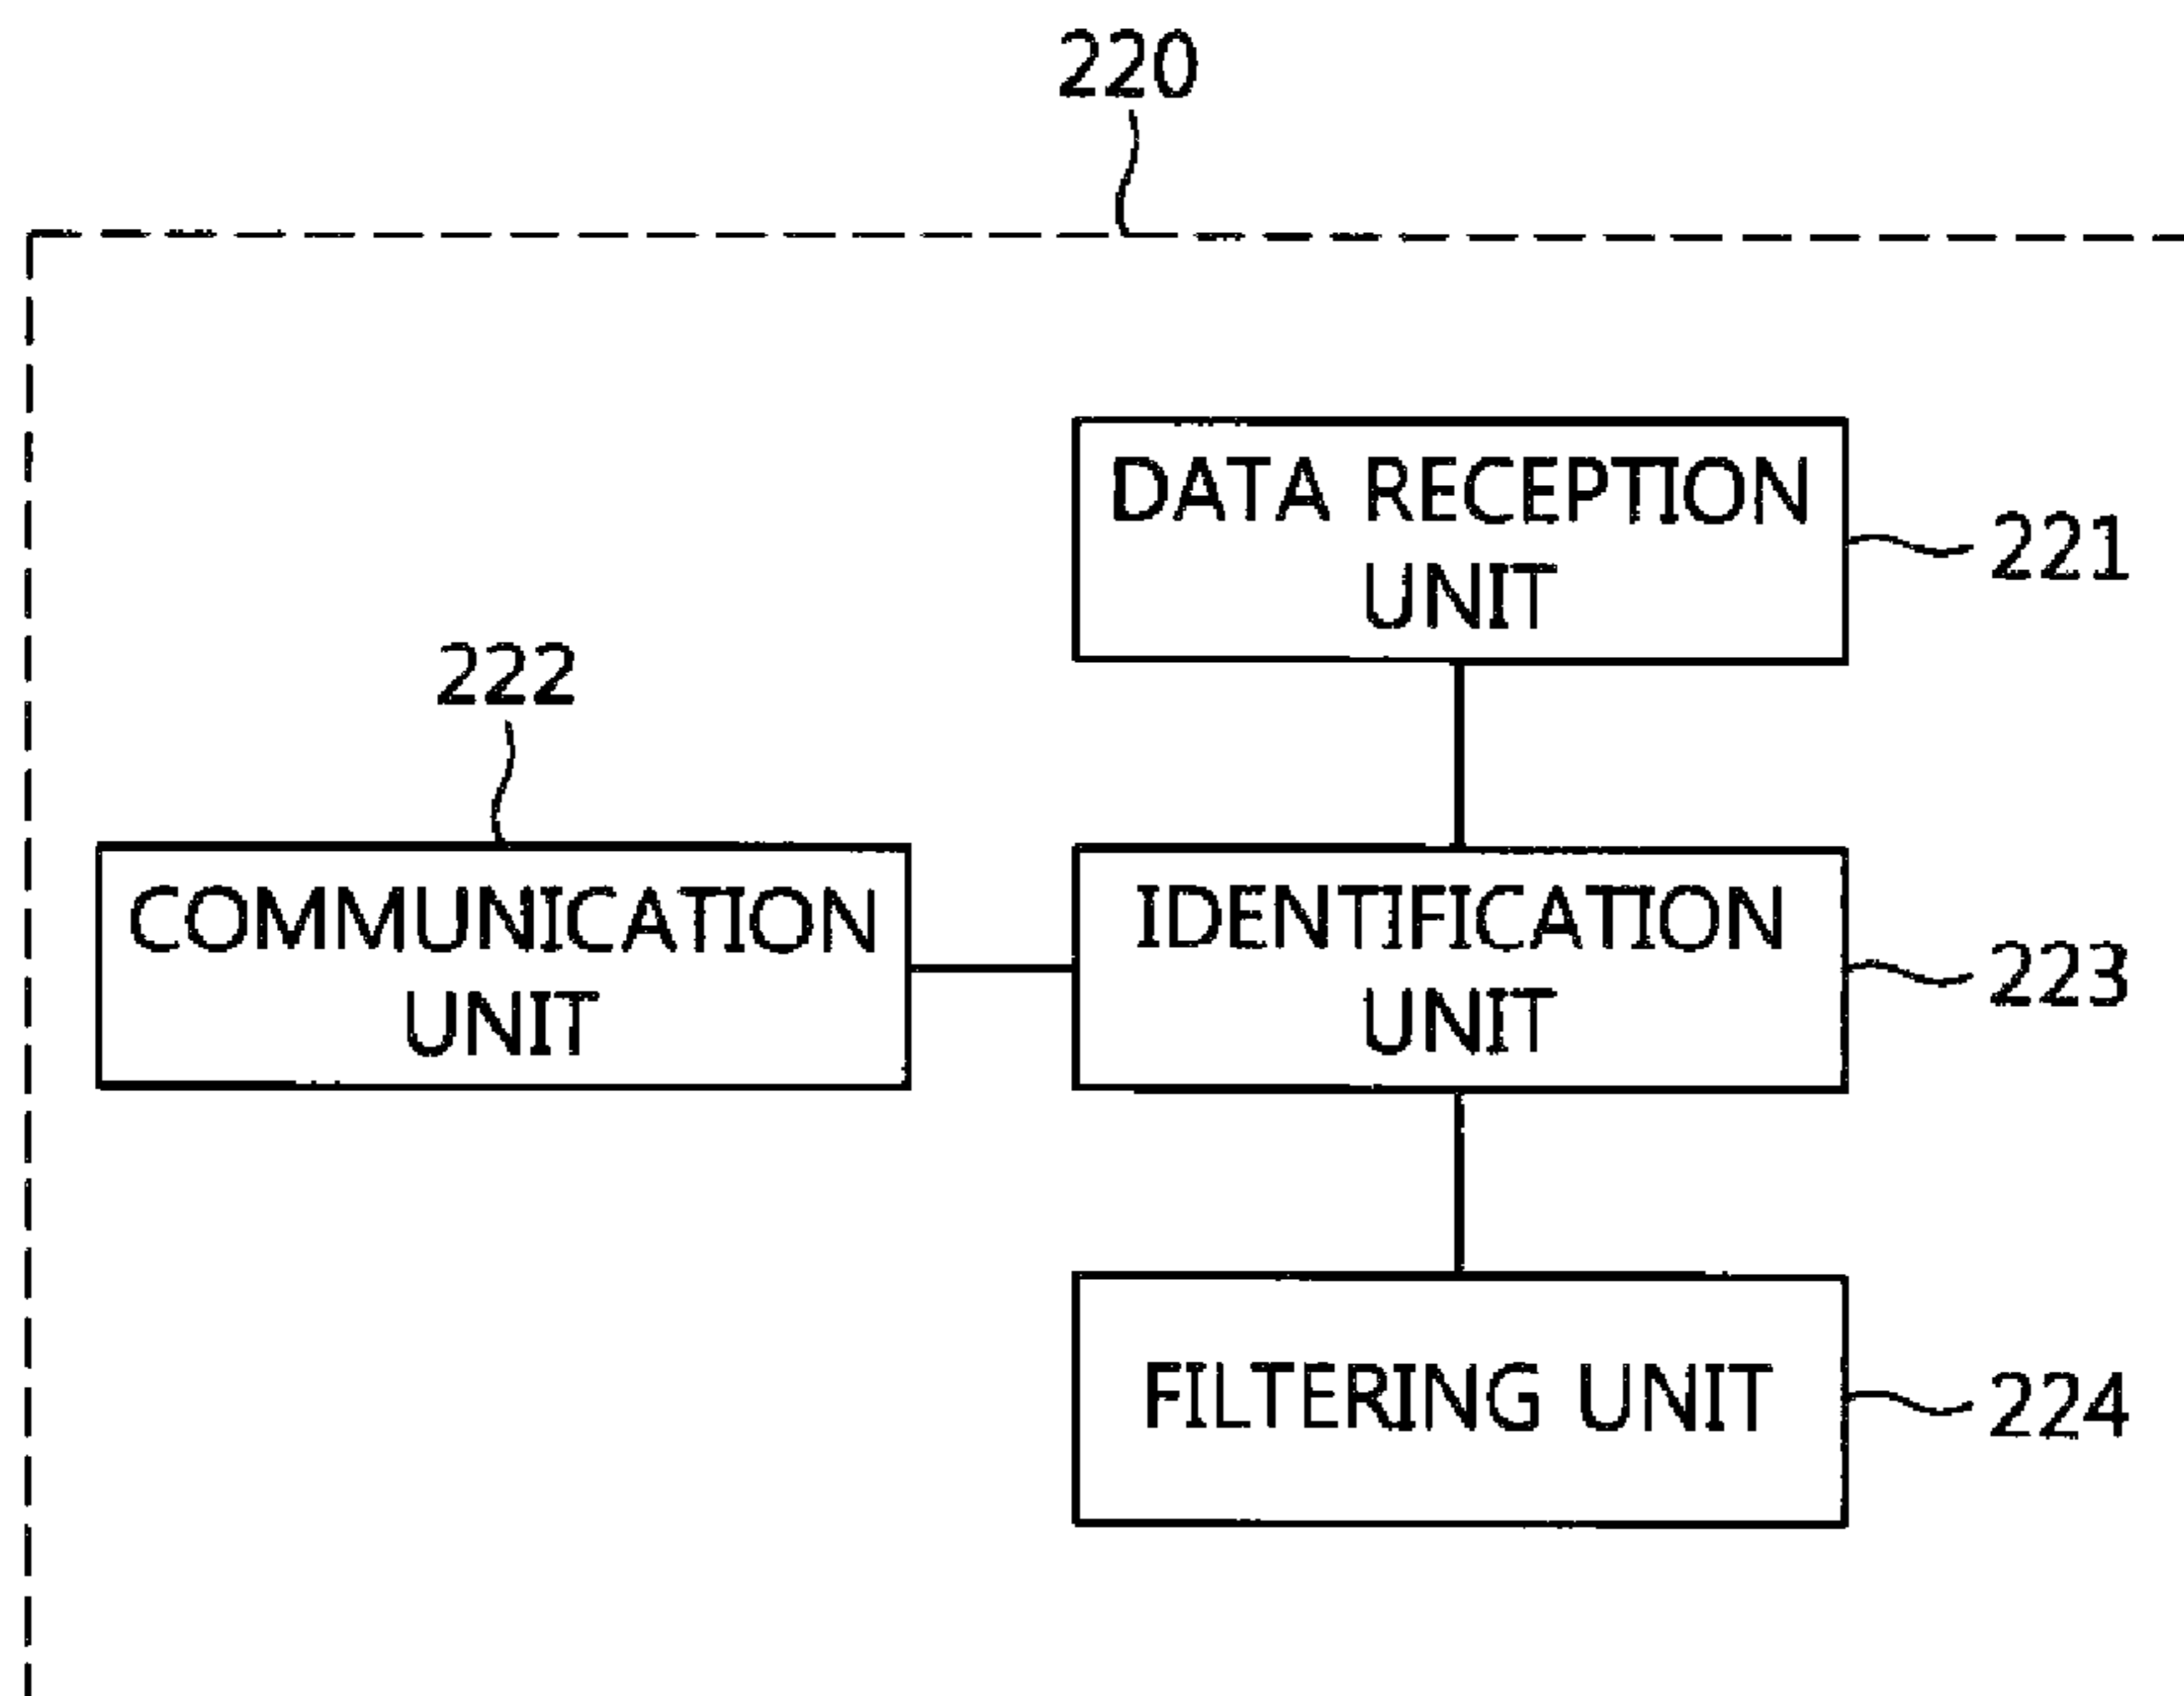 220
DATA RECEPTION
UNIT
221
222
COMMUNICATION
UNIT
IDENTIFICATION
UNIT
223
FILTERING UNIT
224